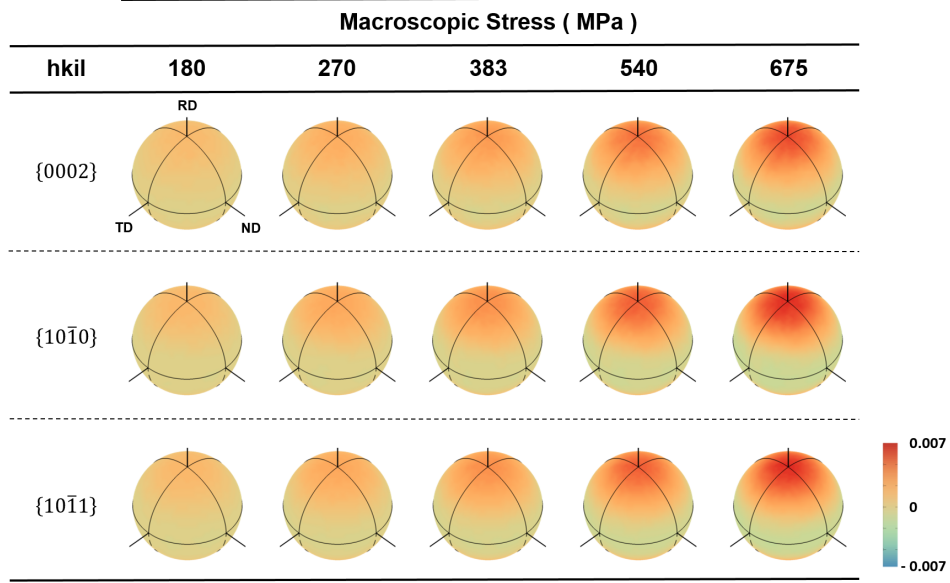 Macroscopic Stress ( MPa )
hkil 180 270 383 540 675
RD
{0002}
TD ND
{101̄0}
{101̄1}
0.007
0
- 0.007